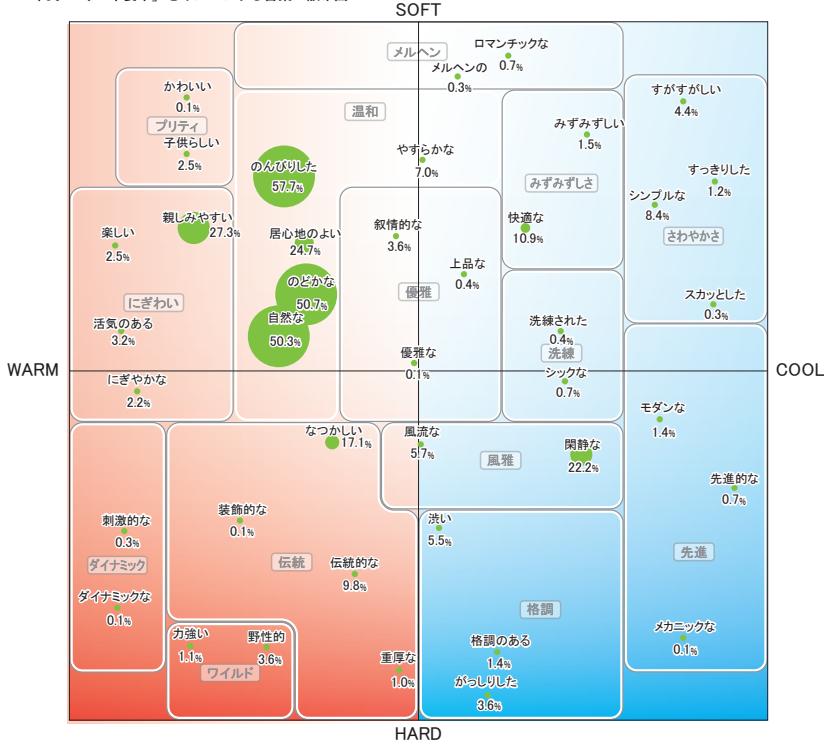 SOFT
メルヘン
ロマンチックな
0.7%
メルヘンの
0.3%
かわいい
0.1%
プリティ
子供らしい
2.5%
温和
のんびりした
57.7%
やすらかな
7.0%
みずみずしい
1.5%
みずみずしさ
すがすがしい
4.4%
すっきりした
1.2%
シンプルな
8.4%
さわやかさ
スカッとした
0.3%
楽しい
2.5%
親しみやすい
27.3%
居心地のよい
24.7%
叙情的な
3.6%
快適な
10.9%
上品な
0.4%
優雅
のどかな
50.7%
自然な
50.3%
にぎわい
活気のある
3.2%
洗練された
0.4%
洗練
優雅な
0.1%
シックな
0.7%
WARM
COOL
にぎやかな
2.2%
モダンな
1.4%
なつかしい
17.1%
風流な
5.7%
風雅
閑静な
22.2%
先進的な
0.7%
刺激的な
0.3%
ダイナミック
ダイナミックな
0.1%
装飾的な
0.1%
伝統
伝統的な
9.8%
渋い
5.5%
先進
格調
メカニックな
0.1%
力強い
1.1%
野性的
3.6%
ワイルド
重厚な
1.0%
格調のある
1.4%
がっしりした
3.6%
HARD